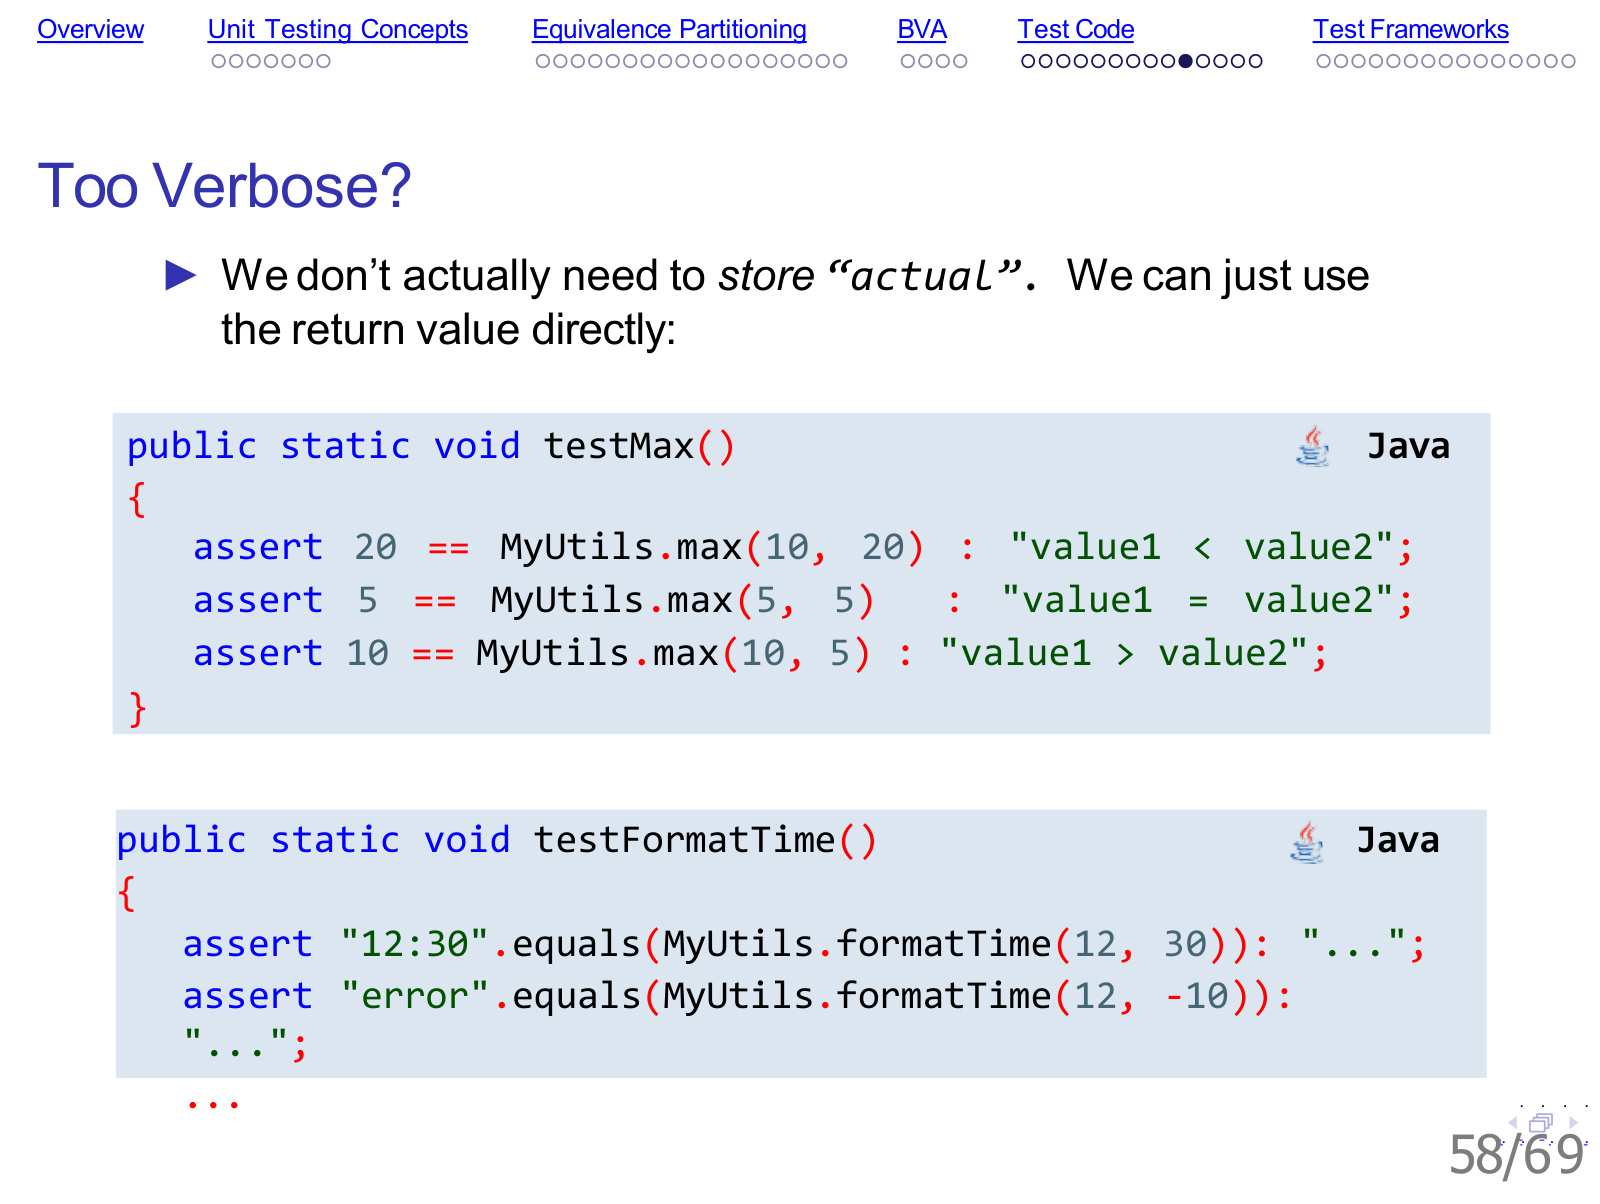 Overview Unit Testing Concepts Equivalence Partitioning BVA Test Code Test Frameworks
Too Verbose?
► We don’t actually need to store “actual”. We can just use
the return value directly:
public static void testMax() Java
{
assert 20 == MyUtils.max(10, 20) : "value1 < value2";
assert 5 == MyUtils.max(5, 5) : "value1 = value2";
assert 10 == MyUtils.max(10, 5) : "value1 > value2";
}
public static void testFormatTime() Java
{
assert "12:30".equals(MyUtils.formatTime(12, 30)): "...";
assert "error".equals(MyUtils.formatTime(12, -10)):
"...";
...
58/69